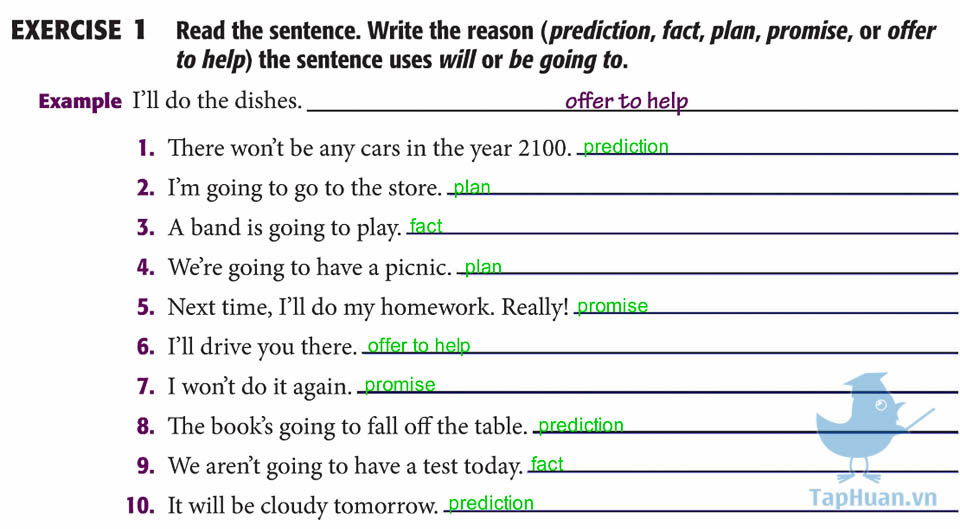 EXERCISE 1 Read the sentence. Write the reason (prediction, fact, plan, promise, or offer
to help) the sentence uses will or be going to.
Example I’ll do the dishes. offer to help
1. There won’t be any cars in the year 2100. prediction
2. I’m going to go to the store. plan
3. A band is going to play. fact
4. We’re going to have a picnic. plan
5. Next time, I’ll do my homework. Really! promise
6. I’ll drive you there. offer to help
7. I won’t do it again. promise
8. The book’s going to fall off the table. prediction
9. We aren’t going to have a test today. fact
10. It will be cloudy tomorrow. prediction
TapHuan.vn